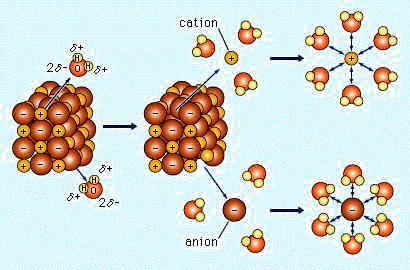 cation
δ+
H
2δ-
O
H
δ+
+
- + -
+ - +
- + -
+ - +
H
H
δ+
O
2δ-
δ+
anion
-